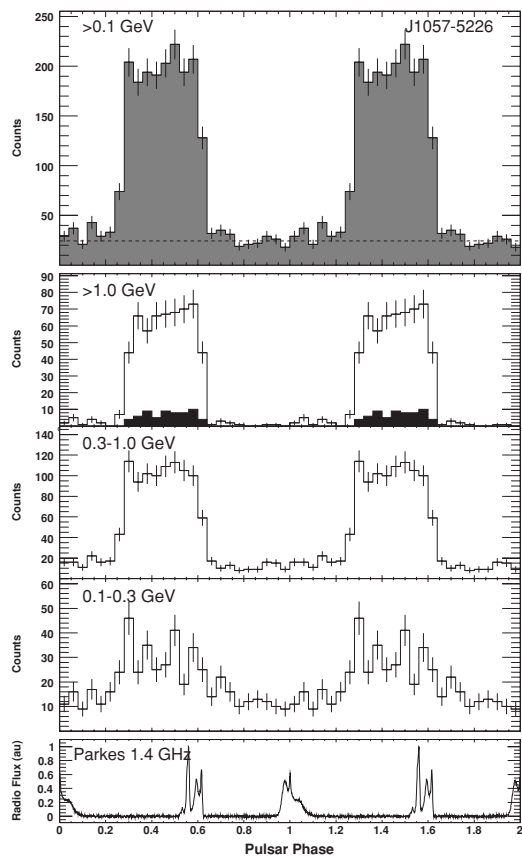 >0.1 GeV
J1057-5226
250
200
150
100
50
Counts
>1.0 GeV
90
80
70
60
50
40
30
20
10
Counts
0.3-1.0 GeV
140
120
100
80
60
40
20
Counts
0.1-0.3 GeV
60
50
40
30
20
10
Counts
Parkes 1.4 GHz
1
0.8
0.6
0.4
0.2
0
Radio Flux (au)
0 0.2 0.4 0.6 0.8 1 1.2 1.4 1.6 1.8 2
Pulsar Phase